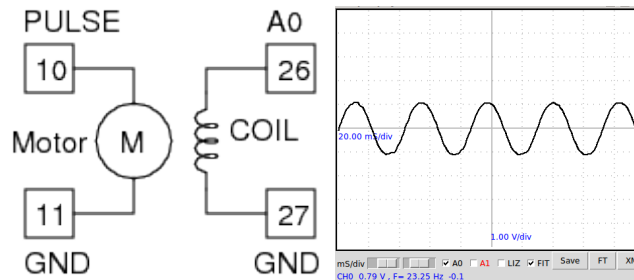 PULSE
A0
10
26
Motor
M
COIL
11
27
GND
GND
20.00 mS/div
1.00 V/div
mS/div
A0
A1
LIZ
FIT
Save
FT
CH0 0.79 V , F= 23.25 Hz -0.1